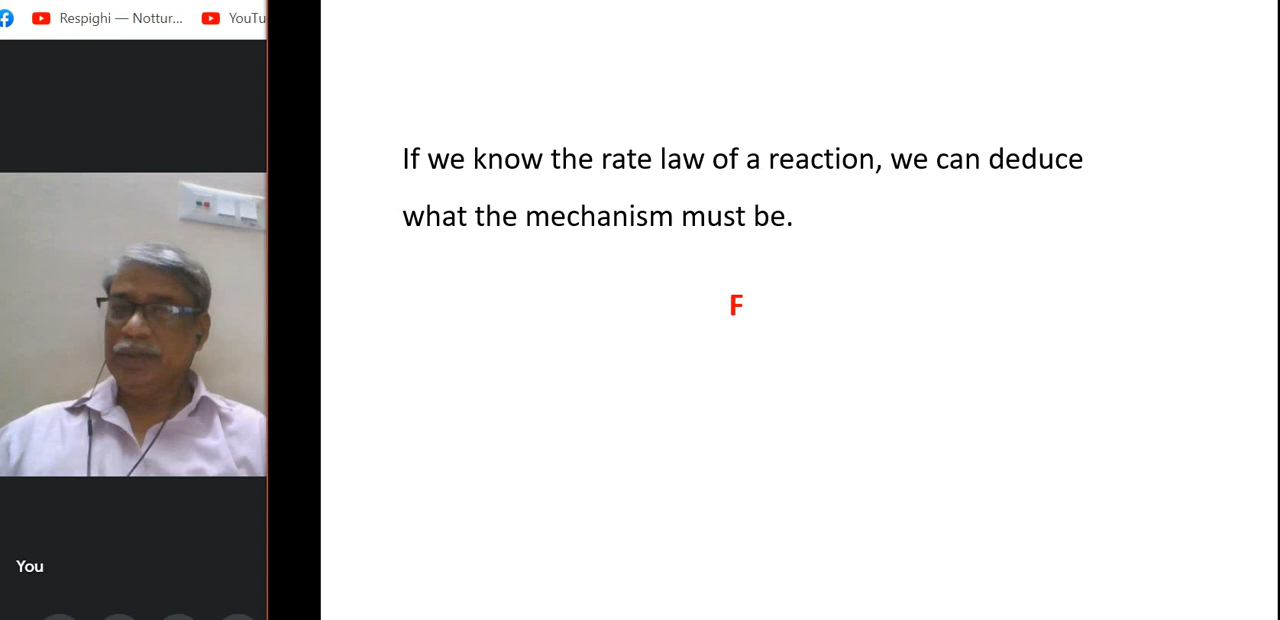 Respighi — Nottur... YouTu
If we know the rate law of a reaction, we can deduce
what the mechanism must be.
F
You